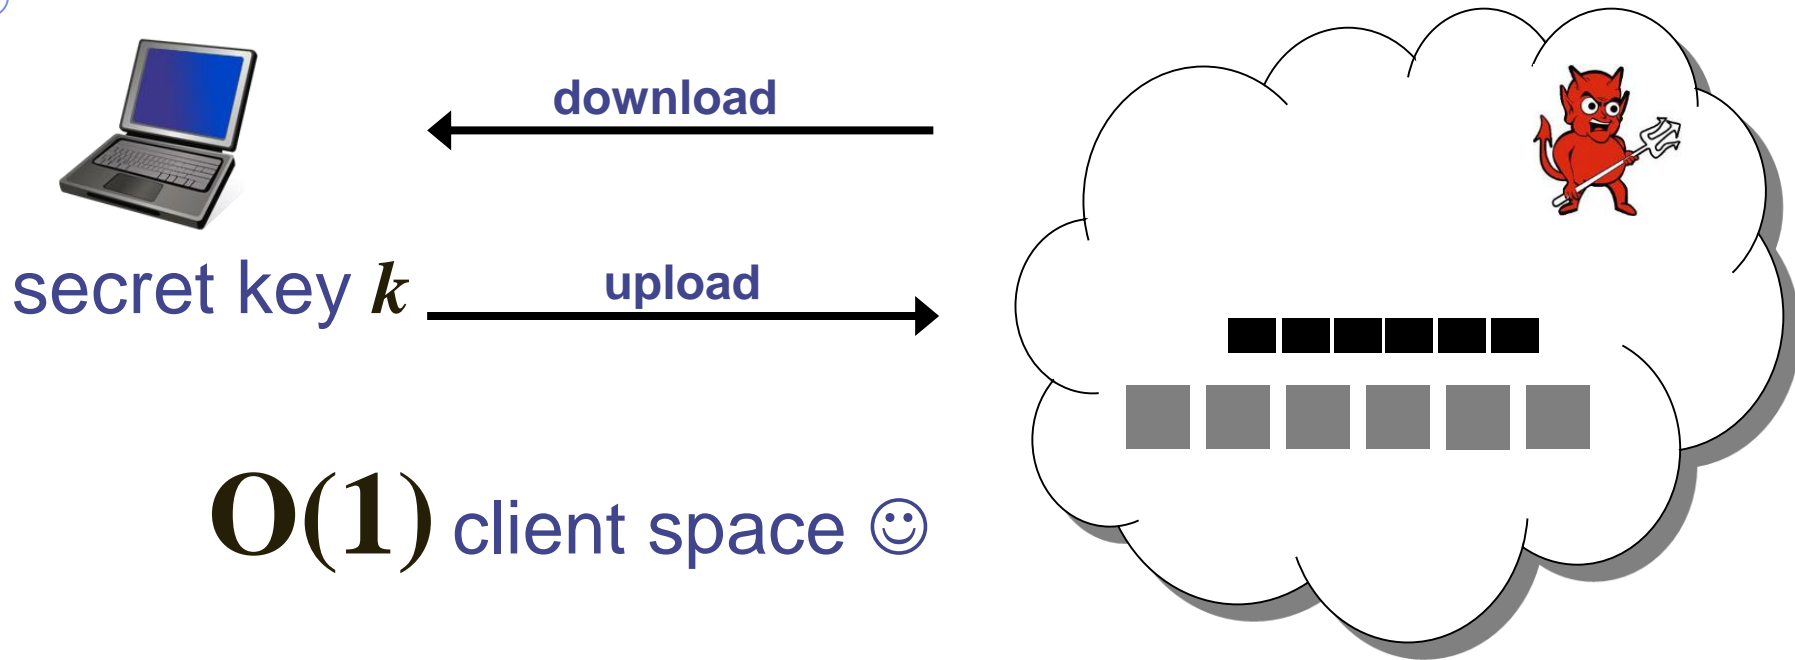 download
secret key k
upload
O(1) client space ☺